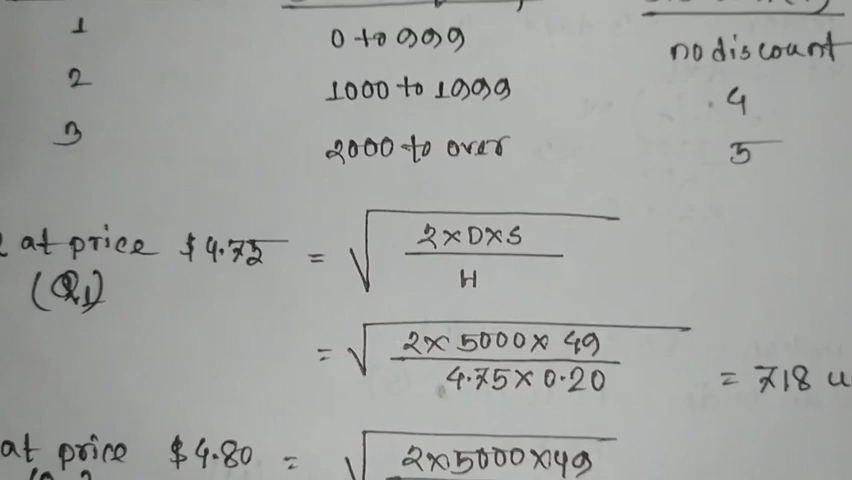 1 0 to 999 no discount
2 1000 to 1999 4
3 2000 to over 5
at price $4.75 = √ 2×D×S / H
(Q1)
= √ 2× 5000× 49 / 4.75×0.20 = 718 u
at price $4.80 = √ 2×5000×49